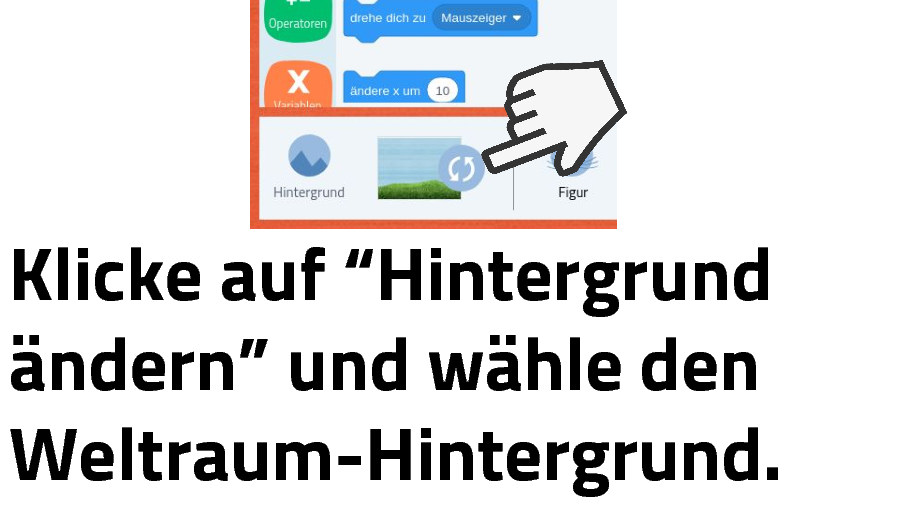 Operatoren
drehe dich zu Mauszeiger
X
ändere x um 10
Variablen
Hintergrund
Figur
Klicke auf “Hintergrund
ändern” und wähle den
Weltraum-Hintergrund.